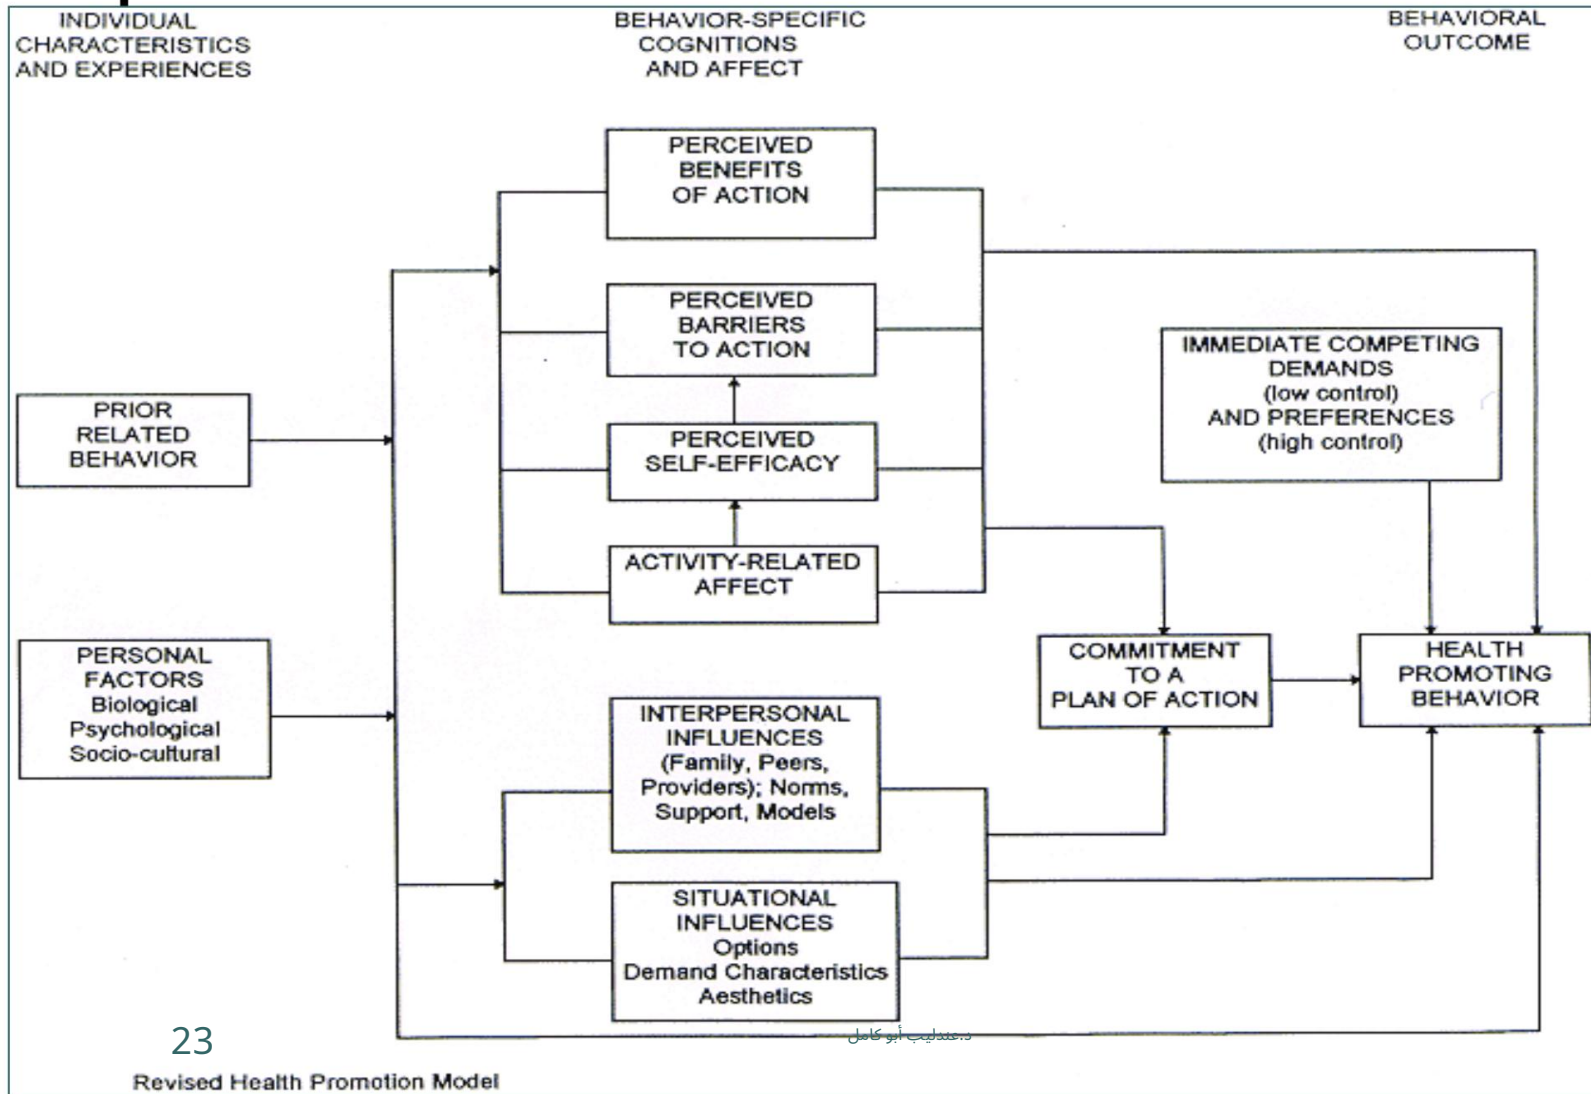 INDIVIDUAL
CHARACTERISTICS
AND EXPERIENCES
BEHAVIOR-SPECIFIC
COGNITIONS
AND AFFECT
BEHAVIORAL
OUTCOME
PERCEIVED
BENEFITS
OF ACTION
PERCEIVED
BARRIERS
TO ACTION
PERCEIVED
SELF-EFFICACY
ACTIVITY-RELATED
AFFECT
PRIOR
RELATED
BEHAVIOR
PERSONAL
FACTORS
Biological
Psychological
Socio-cultural
INTERPERSONAL
INFLUENCES
(Family, Peers,
Providers); Norms,
Support, Models
SITUATIONAL
INFLUENCES
Options
Demand Characteristics
Aesthetics
IMMEDIATE COMPETING
DEMANDS
(low control)
AND PREFERENCES
(high control)
COMMITMENT
TO A
PLAN OF ACTION
HEALTH
PROMOTING
BEHAVIOR
23
د.عندليب أبو كامل
Revised Health Promotion Model